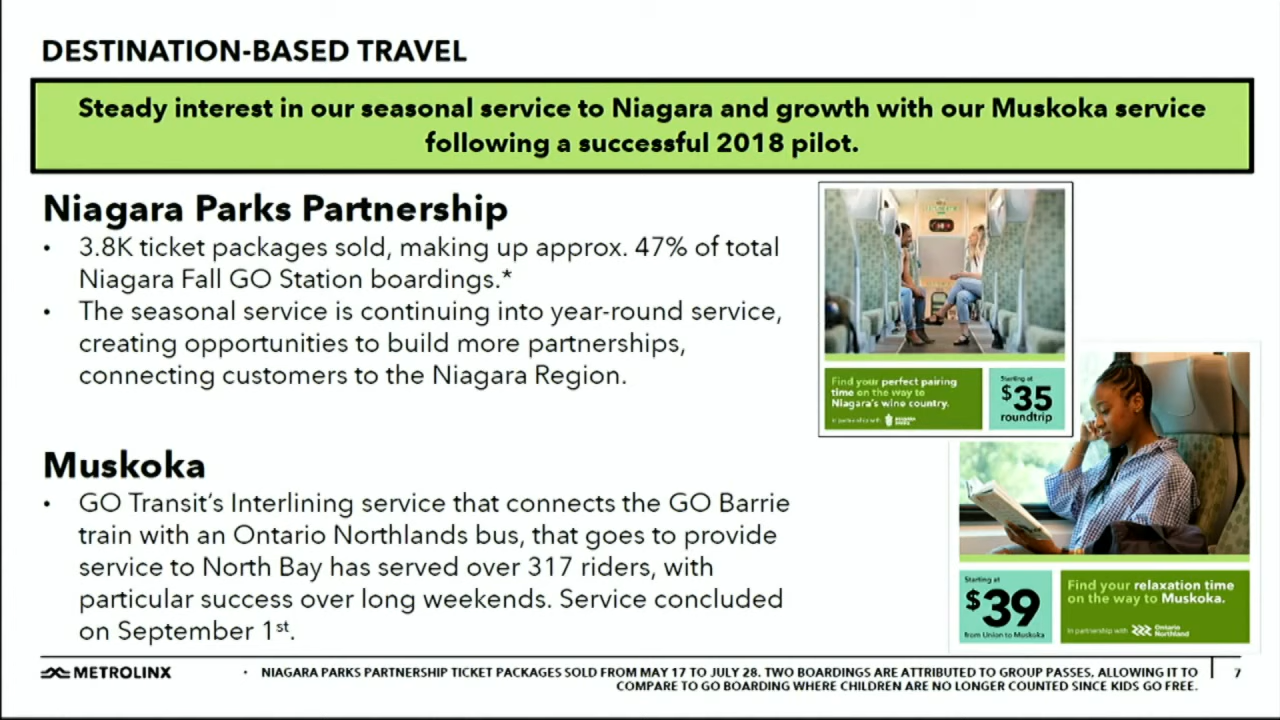 DESTINATION-BASED TRAVEL
Steady interest in our seasonal service to Niagara and growth with our Muskoka service
following a successful 2018 pilot.
Niagara Parks Partnership
• 3.8K ticket packages sold, making up approx. 47% of total
Niagara Fall GO Station boardings.*
• The seasonal service is continuing into year-round service,
creating opportunities to build more partnerships,
connecting customers to the Niagara Region.
Find your perfect pairing
time on the way to
Niagara's wine country.
In partnership with
NIAGARA
PARKS
Starting at
$35
roundtrip
Muskoka
• GO Transit's Interlining service that connects the GO Barrie
train with an Ontario Northlands bus, that goes to provide
service to North Bay has served over 317 riders, with
particular success over long weekends. Service concluded
on September 1st.
Starting at
$39
from Union to Muskoka
Find your relaxation time
on the way to Muskoka.
In partnership with
Ontario
Northland
METROLINX
• NIAGARA PARKS PARTNERSHIP TICKET PACKAGES SOLD FROM MAY 17 TO JULY 28. TWO BOARDINGS ARE ATTRIBUTED TO GROUP PASSES, ALLOWING IT TO
COMPARE TO GO BOARDING WHERE CHILDREN ARE NO LONGER COUNTED SINCE KIDS GO FREE.
7